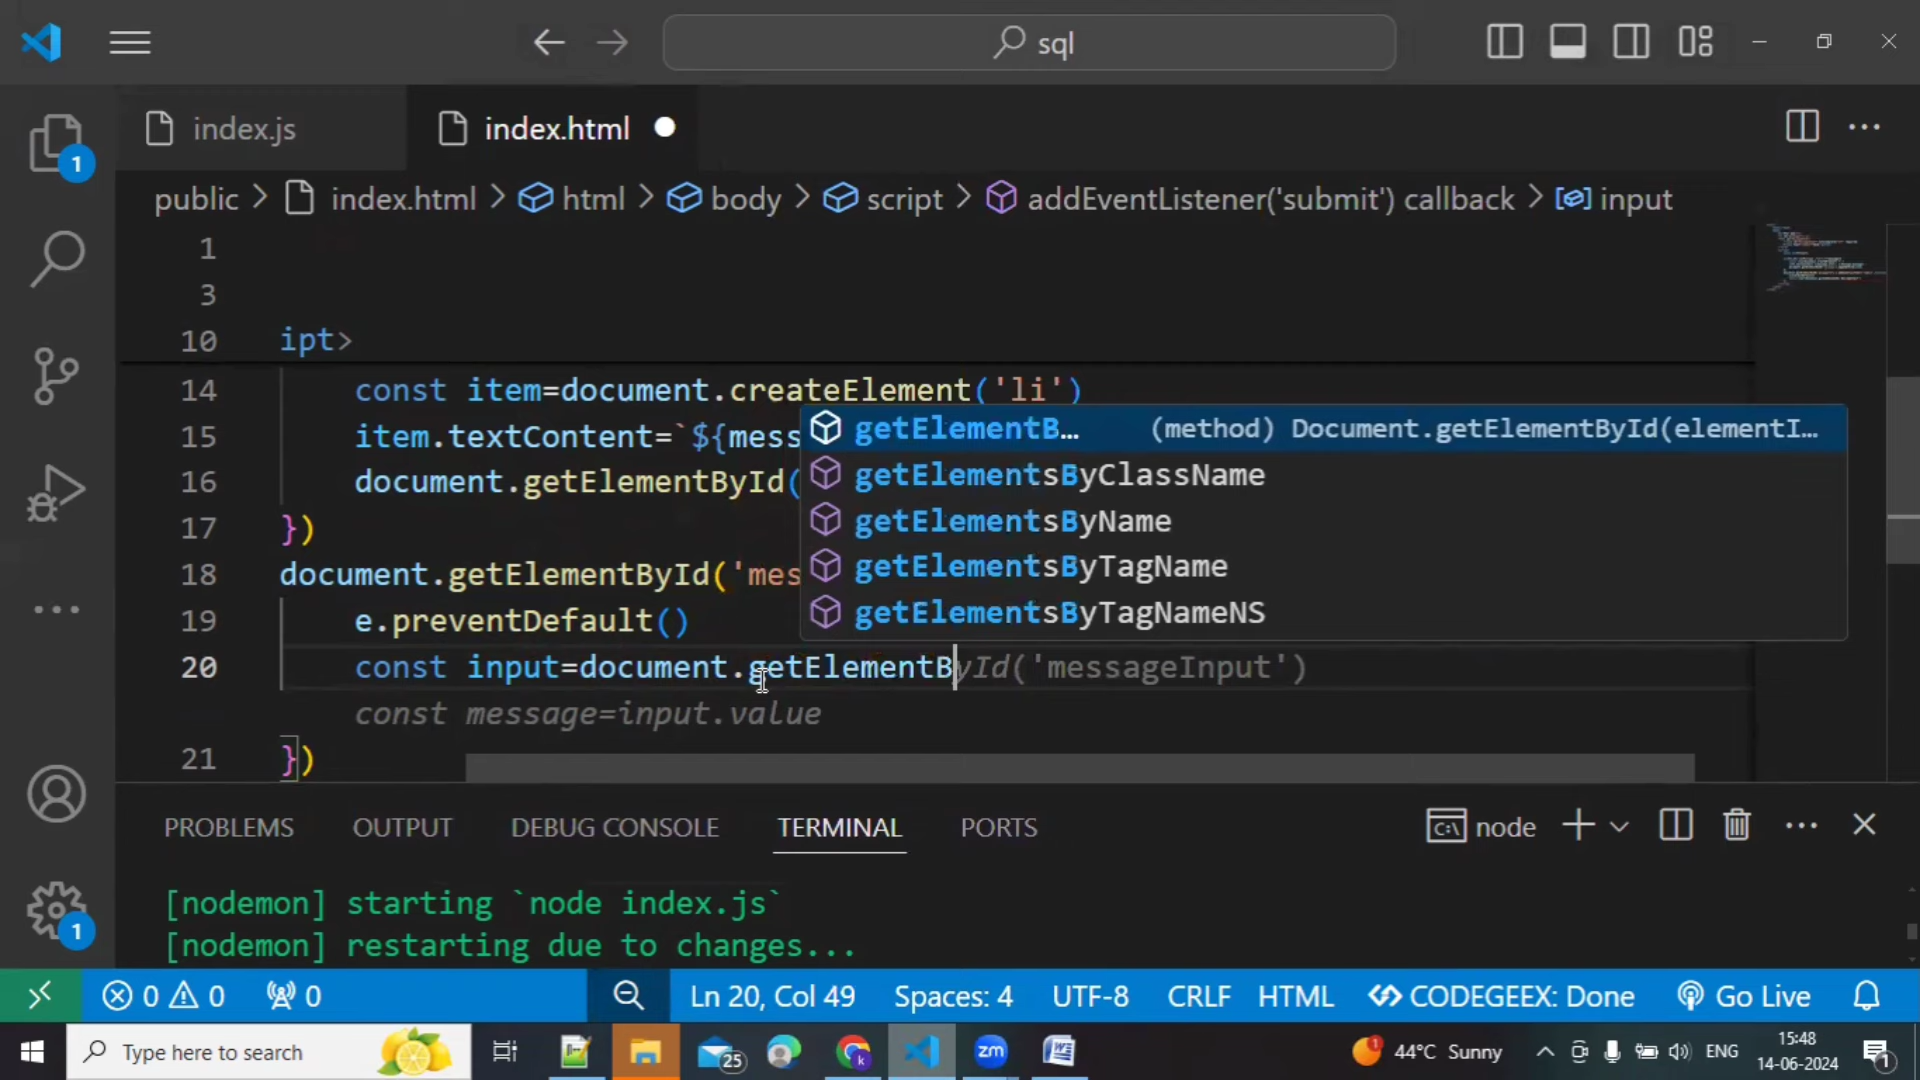 sql
index.js
index.html
1
public > index.html > html > body > script > addEventListener('submit') callback > input
1
3
10 ipt>
14 const item=document.createElement('li')
15 item.textContent=`${mess
16 document.getElementById(
17 })
18 document.getElementById('mes
19 e.preventDefault()
20 const input=document.getElementById('messageInput')
const message=input.value
21 })
getElementB... (method) Document.getElementById(elementI...
getElementsByClassName
getElementsByName
getElementsByTagName
getElementsByTagNameNS
PROBLEMS OUTPUT DEBUG CONSOLE TERMINAL PORTS
node
[nodemon] starting `node index.js`
[nodemon] restarting due to changes...
1
0 0 0 Ln 20, Col 49 Spaces: 4 UTF-8 CRLF HTML CODEGEEX: Done Go Live
Type here to search
25
k
zm
1
44°C Sunny
ENG
15:48
14-06-2024
1